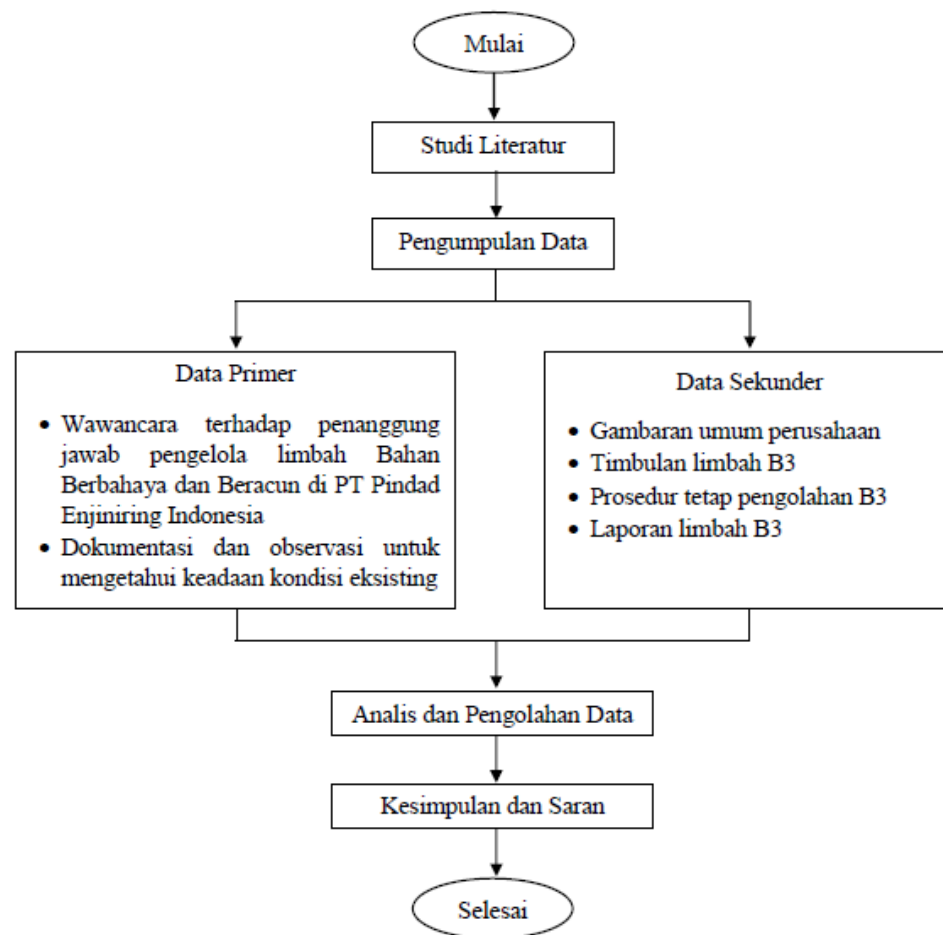 Mulai
Studi Literatur
Pengumpulan Data
Data Primer
• Wawancara terhadap penanggung
jawab pengelola limbah Bahan
Berbahaya dan Beracun di PT Pindad
Enjiniring Indonesia
• Dokumentasi dan observasi untuk
mengetahui keadaan kondisi eksisting
Data Sekunder
• Gambaran umum perusahaan
• Timbulan limbah B3
• Prosedur tetap pengolahan B3
• Laporan limbah B3
Analis dan Pengolahan Data
Kesimpulan dan Saran
Selesai